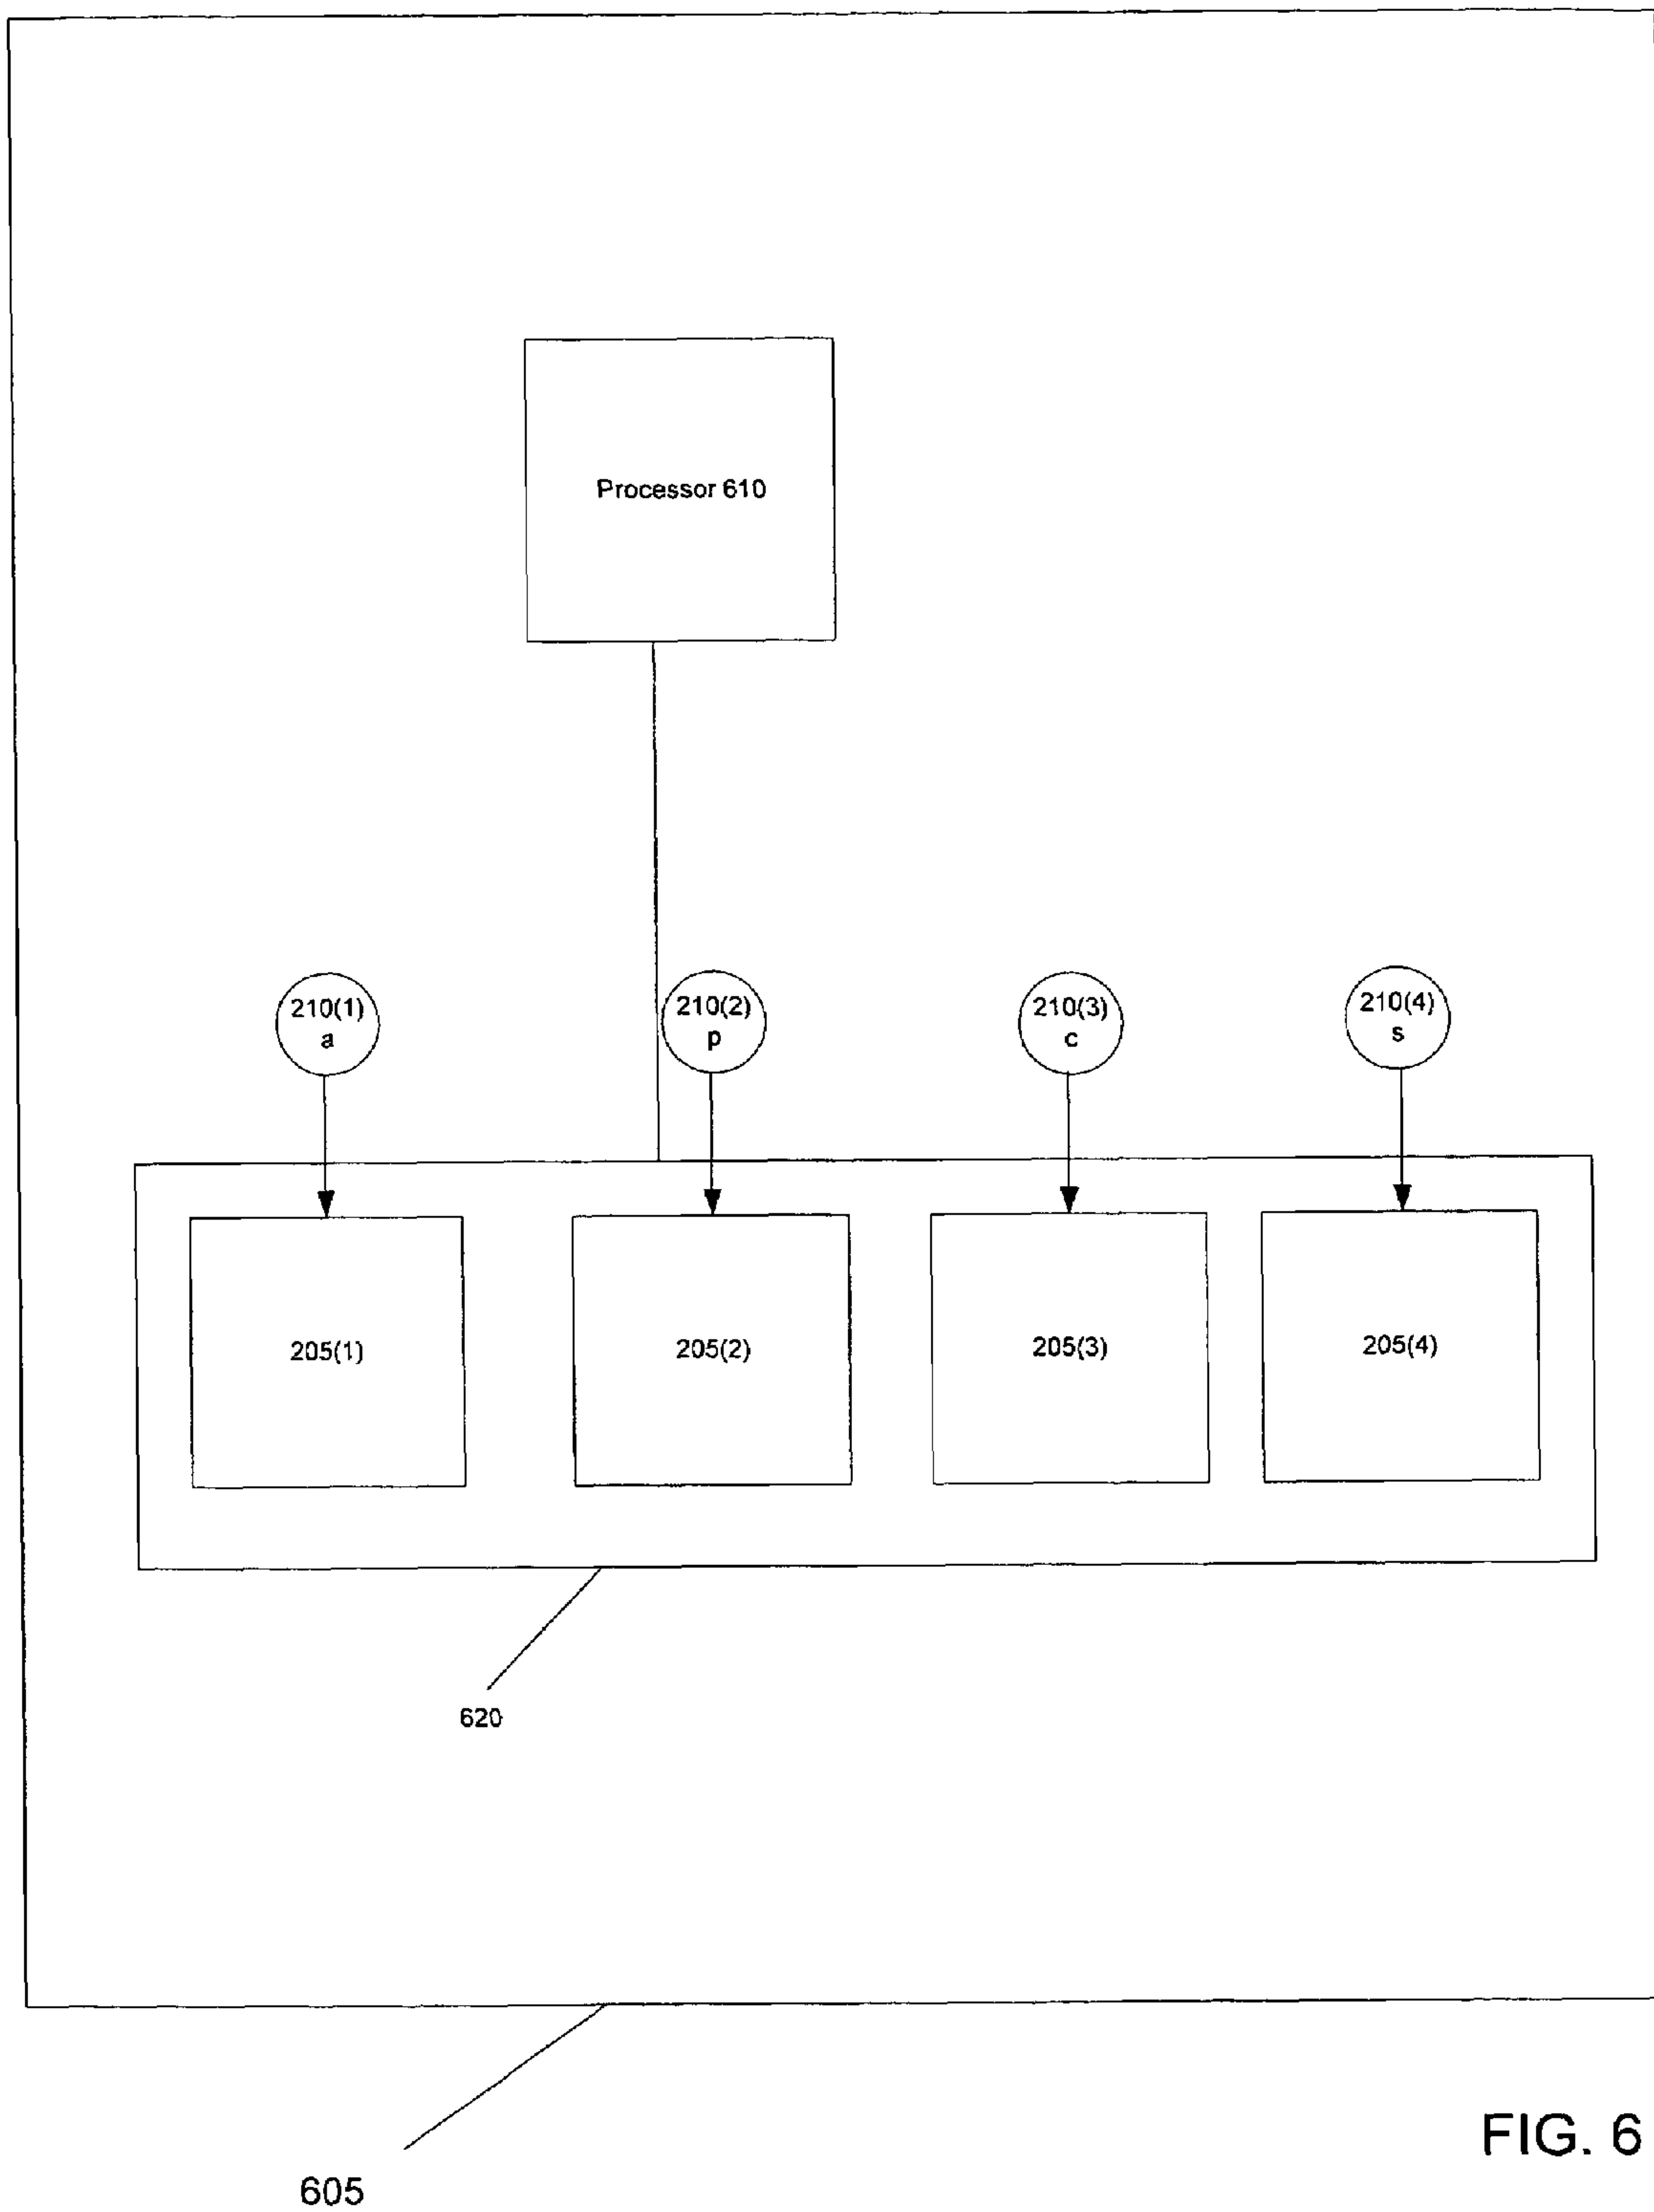 Processor 610
210(1)
a
210(2)
p
210(3)
c
210(4)
s
205(1)
205(2)
205(3)
205(4)
620
605
FIG. 6